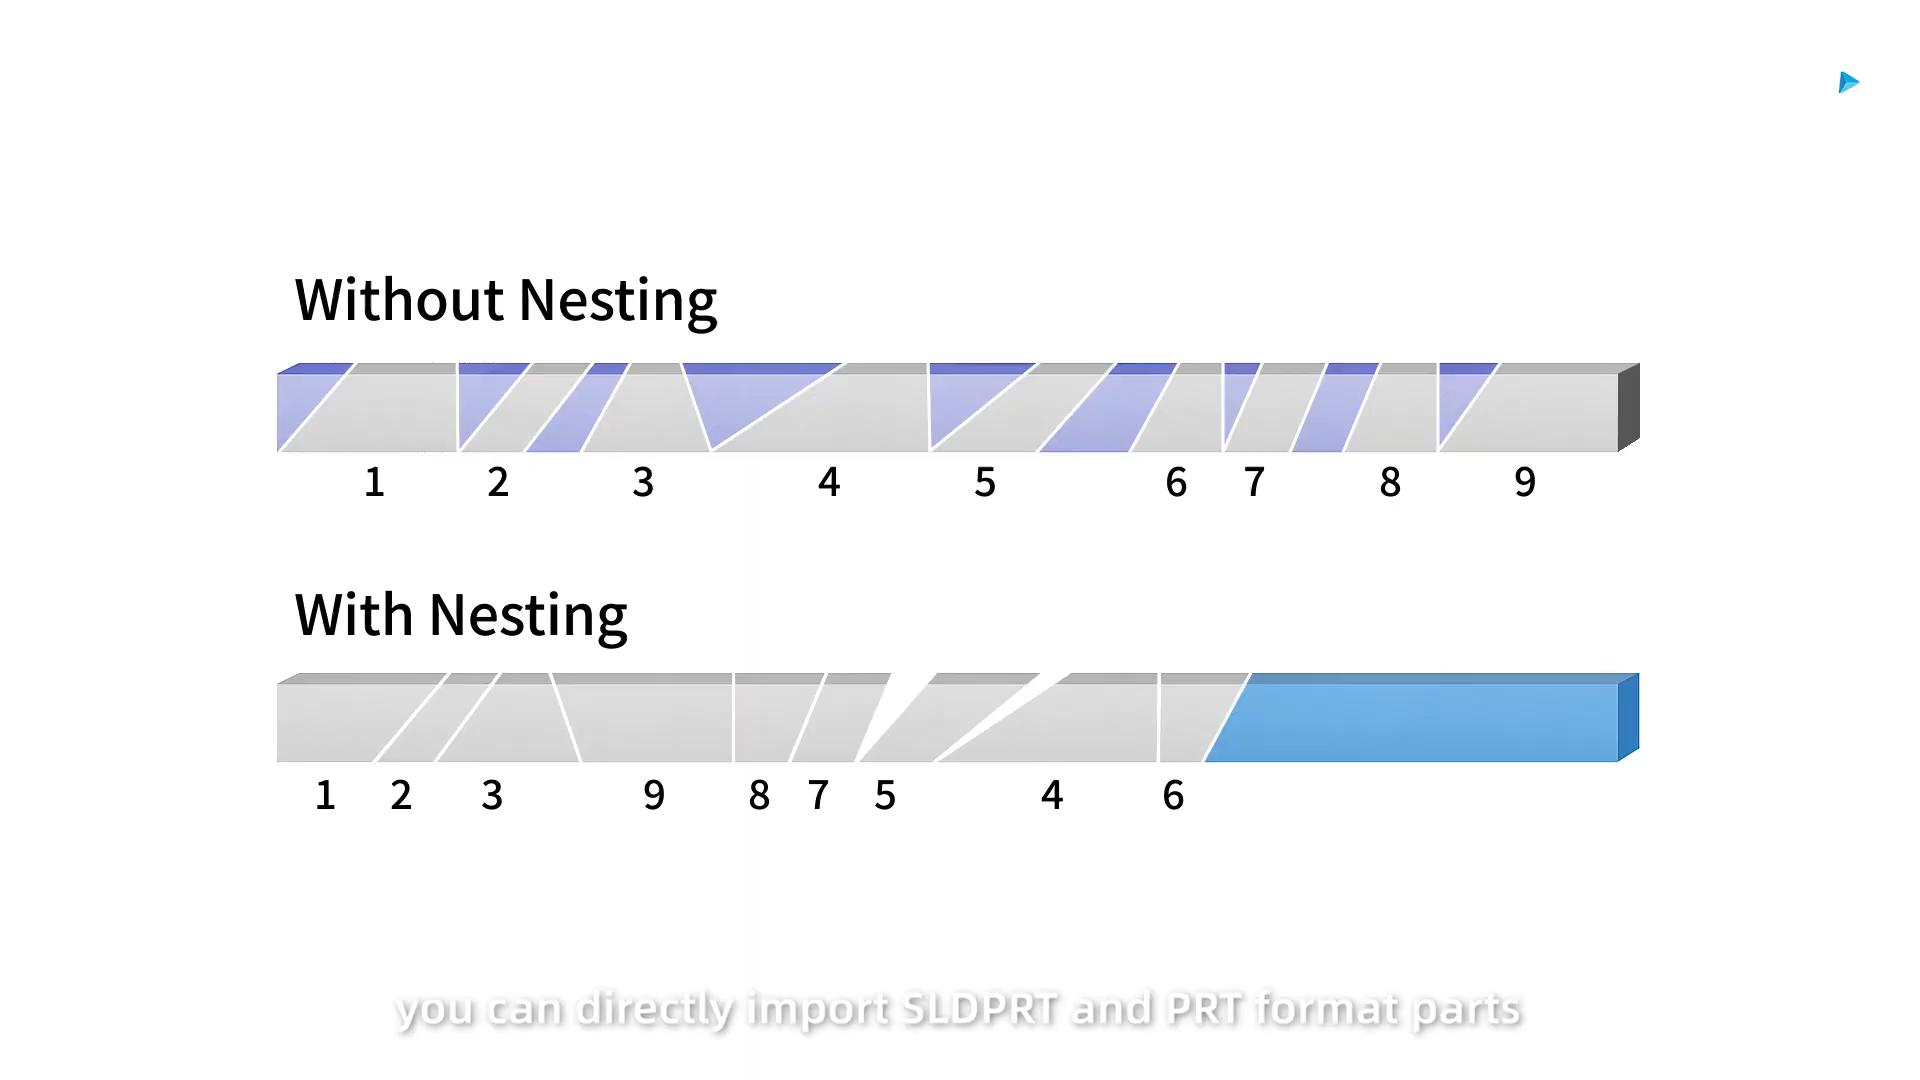 Without Nesting
1 2 3 4 5 6 7 8 9
With Nesting
1 2 3 9 8 7 5 4 6
you can directly import SLDPRT and PRT format parts